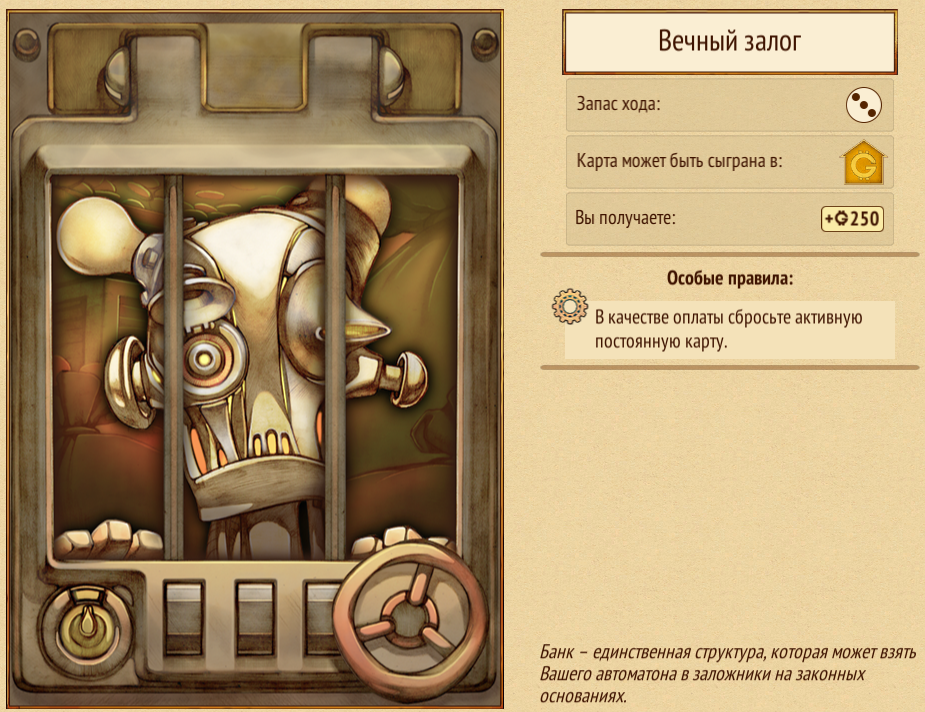 Вечный залог
Запас хода:
Карта может быть сыграна в:
G
Вы получаете:
+G250
Особые правила:
В качестве оплаты сбросьте активную
постоянную карту.
Банк – единственная структура, которая может взять
Вашего автоматона в заложники на законных
основаниях.